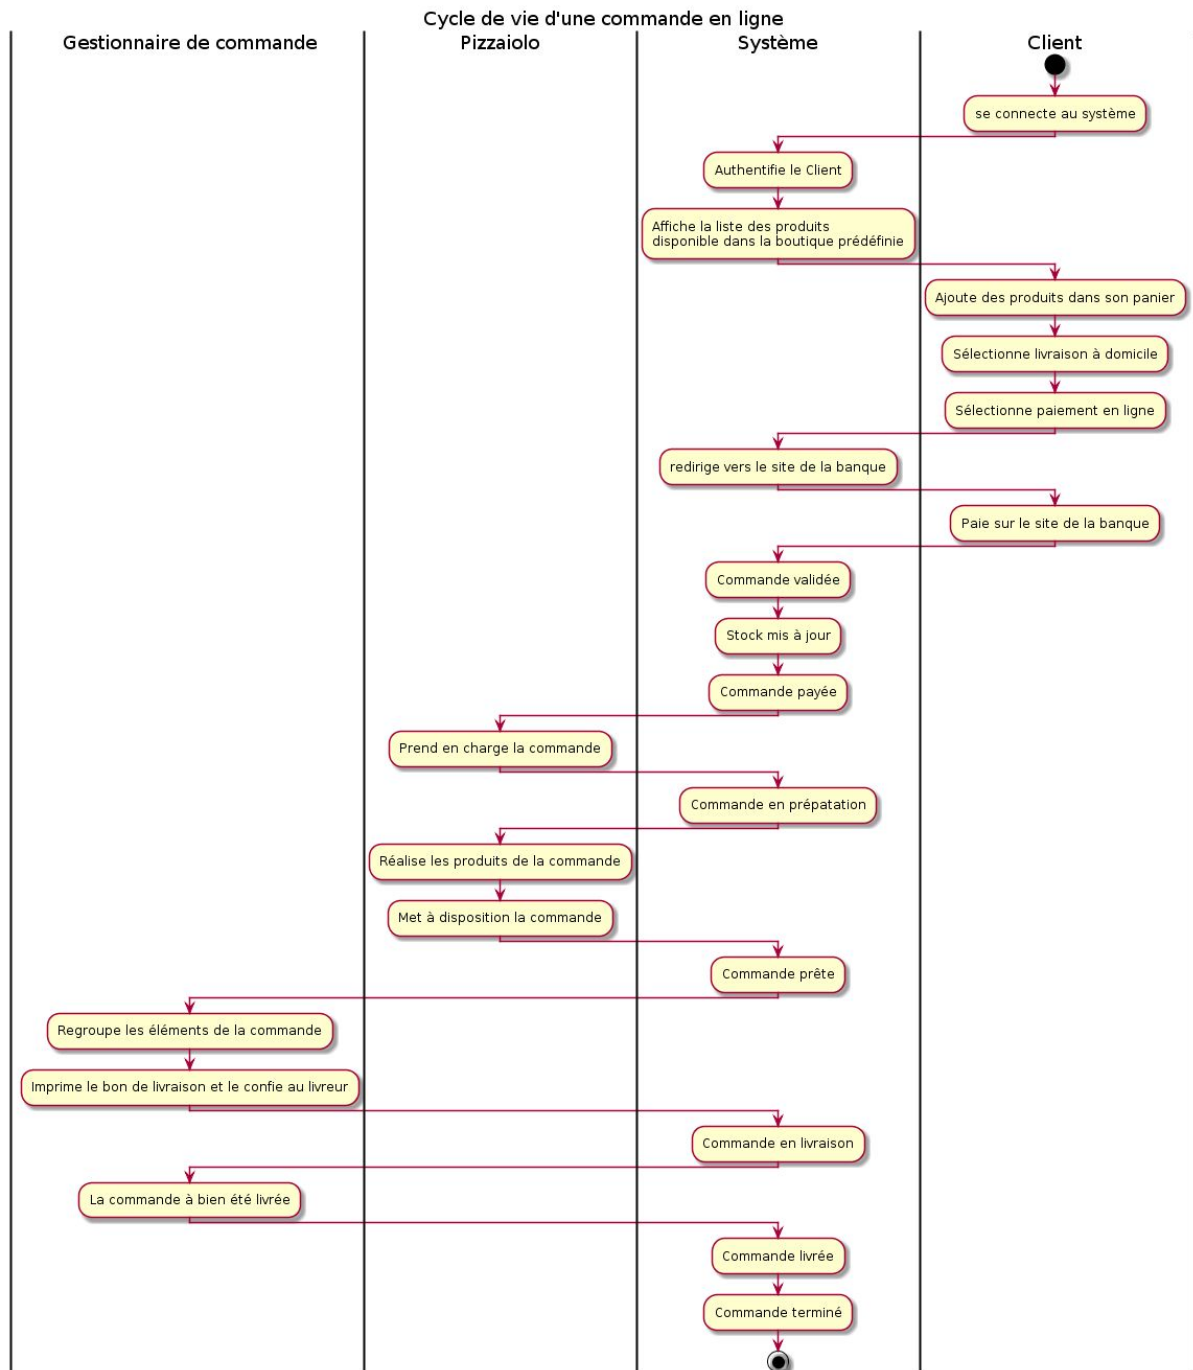 Cycle de vie d'une commande en ligne
Gestionnaire de commande
Pizzaiolo
Système
Client
se connecte au système
Authentifie le Client
Affiche la liste des produits
disponible dans la boutique prédéfinie
Ajoute des produits dans son panier
Sélectionne livraison à domicile
Sélectionne paiement en ligne
redirige vers le site de la banque
Paie sur le site de la banque
Commande validée
Stock mis à jour
Commande payée
Prend en charge la commande
Commande en prépatation
Réalise les produits de la commande
Met à disposition la commande
Commande prête
Regroupe les éléments de la commande
Imprime le bon de livraison et le confie au livreur
Commande en livraison
La commande à bien été livrée
Commande livrée
Commande terminé